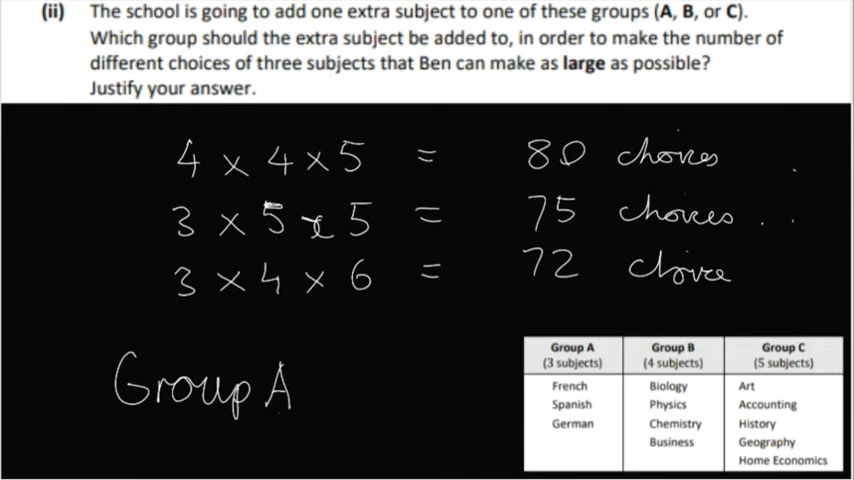 (ii) The school is going to add one extra subject to one of these groups (A, B, or C).
Which group should the extra subject be added to, in order to make the number of
different choices of three subjects that Ben can make as large as possible?
Justify your answer.
4 × 4 × 5 = 80 choices
3 × 5 × 5 = 75 choices
3 × 4 × 6 = 72 choice
Group A
Group A Group B Group C
(3 subjects) (4 subjects) (5 subjects)
French Biology Art
Spanish Physics Accounting
German Chemistry History
Business Geography
Home Economics